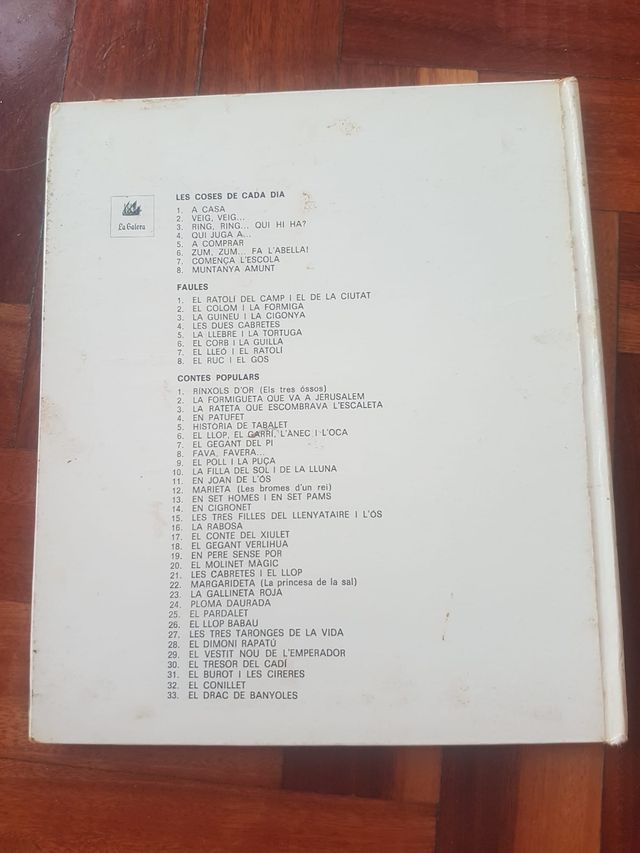 La Galera
LES COSES DE CADA DIA
1. A CASA
2. VEIG, VEIG...
3. RING, RING... QUI HI HA?
4. QUI JUGA A...
5. A COMPRAR
6. ZUM, ZUM... FA L'ABELLA!
7. COMENÇA L'ESCOLA
8. MUNTANYA AMUNT
FAULES
1. EL RATOLÍ DEL CAMP I EL DE LA CIUTAT
2. EL COLOM I LA FORMIGA
3. LA GUINEU I LA CIGONYA
4. LES DUES CABRETES
5. LA LLEBRE I LA TORTUGA
6. EL CORB I LA GUILLA
7. EL LLEÓ I EL RATOLÍ
8. EL RUC I EL GOS
CONTES POPULARS
1. RÍNXOLS D'OR (Els tres óssos)
2. LA FORMIGUETA QUE VA A JERUSALEM
3. LA RATETA QUE ESCOMBRAVA L'ESCALETA
4. EN PATUFET
5. HISTÒRIA DE TABALET
6. EL LLOP, EL GARRÍ, L'ÀNEC I L'OCA
7. EL GEGANT DEL PI
8. FAVA, FAVERA...
9. EL POLL I LA PUÇA
10. LA FILLA DEL SOL I DE LA LLUNA
11. EN JOAN DE L'ÓS
12. MARIETA (Les bromes d'un rei)
13. EN SET HOMES I EN SET PAMS
14. EN CIGRONET
15. LES TRES FILLES DEL LLENYATAIRE I L'ÓS
16. LA RABOSA
17. EL CONTE DEL XIULET
18. EL GEGANT VERLIHUA
19. EN PERE SENSE POR
20. EL MOLINET MÀGIC
21. LES CABRETES I EL LLOP
22. MARGARIDETA (La princesa de la sal)
23. LA GALLINETA ROJA
24. PLOMA DAURADA
25. EL PARDALET
26. EL LLOP BABAU
27. LES TRES TARONGES DE LA VIDA
28. EL DIMONI RAPATÚ
29. EL VESTIT NOU DE L'EMPERADOR
30. EL TRESOR DEL CADÍ
31. EL BUROT I LES CIRERES
32. EL CONILLET
33. EL DRAC DE BANYOLES